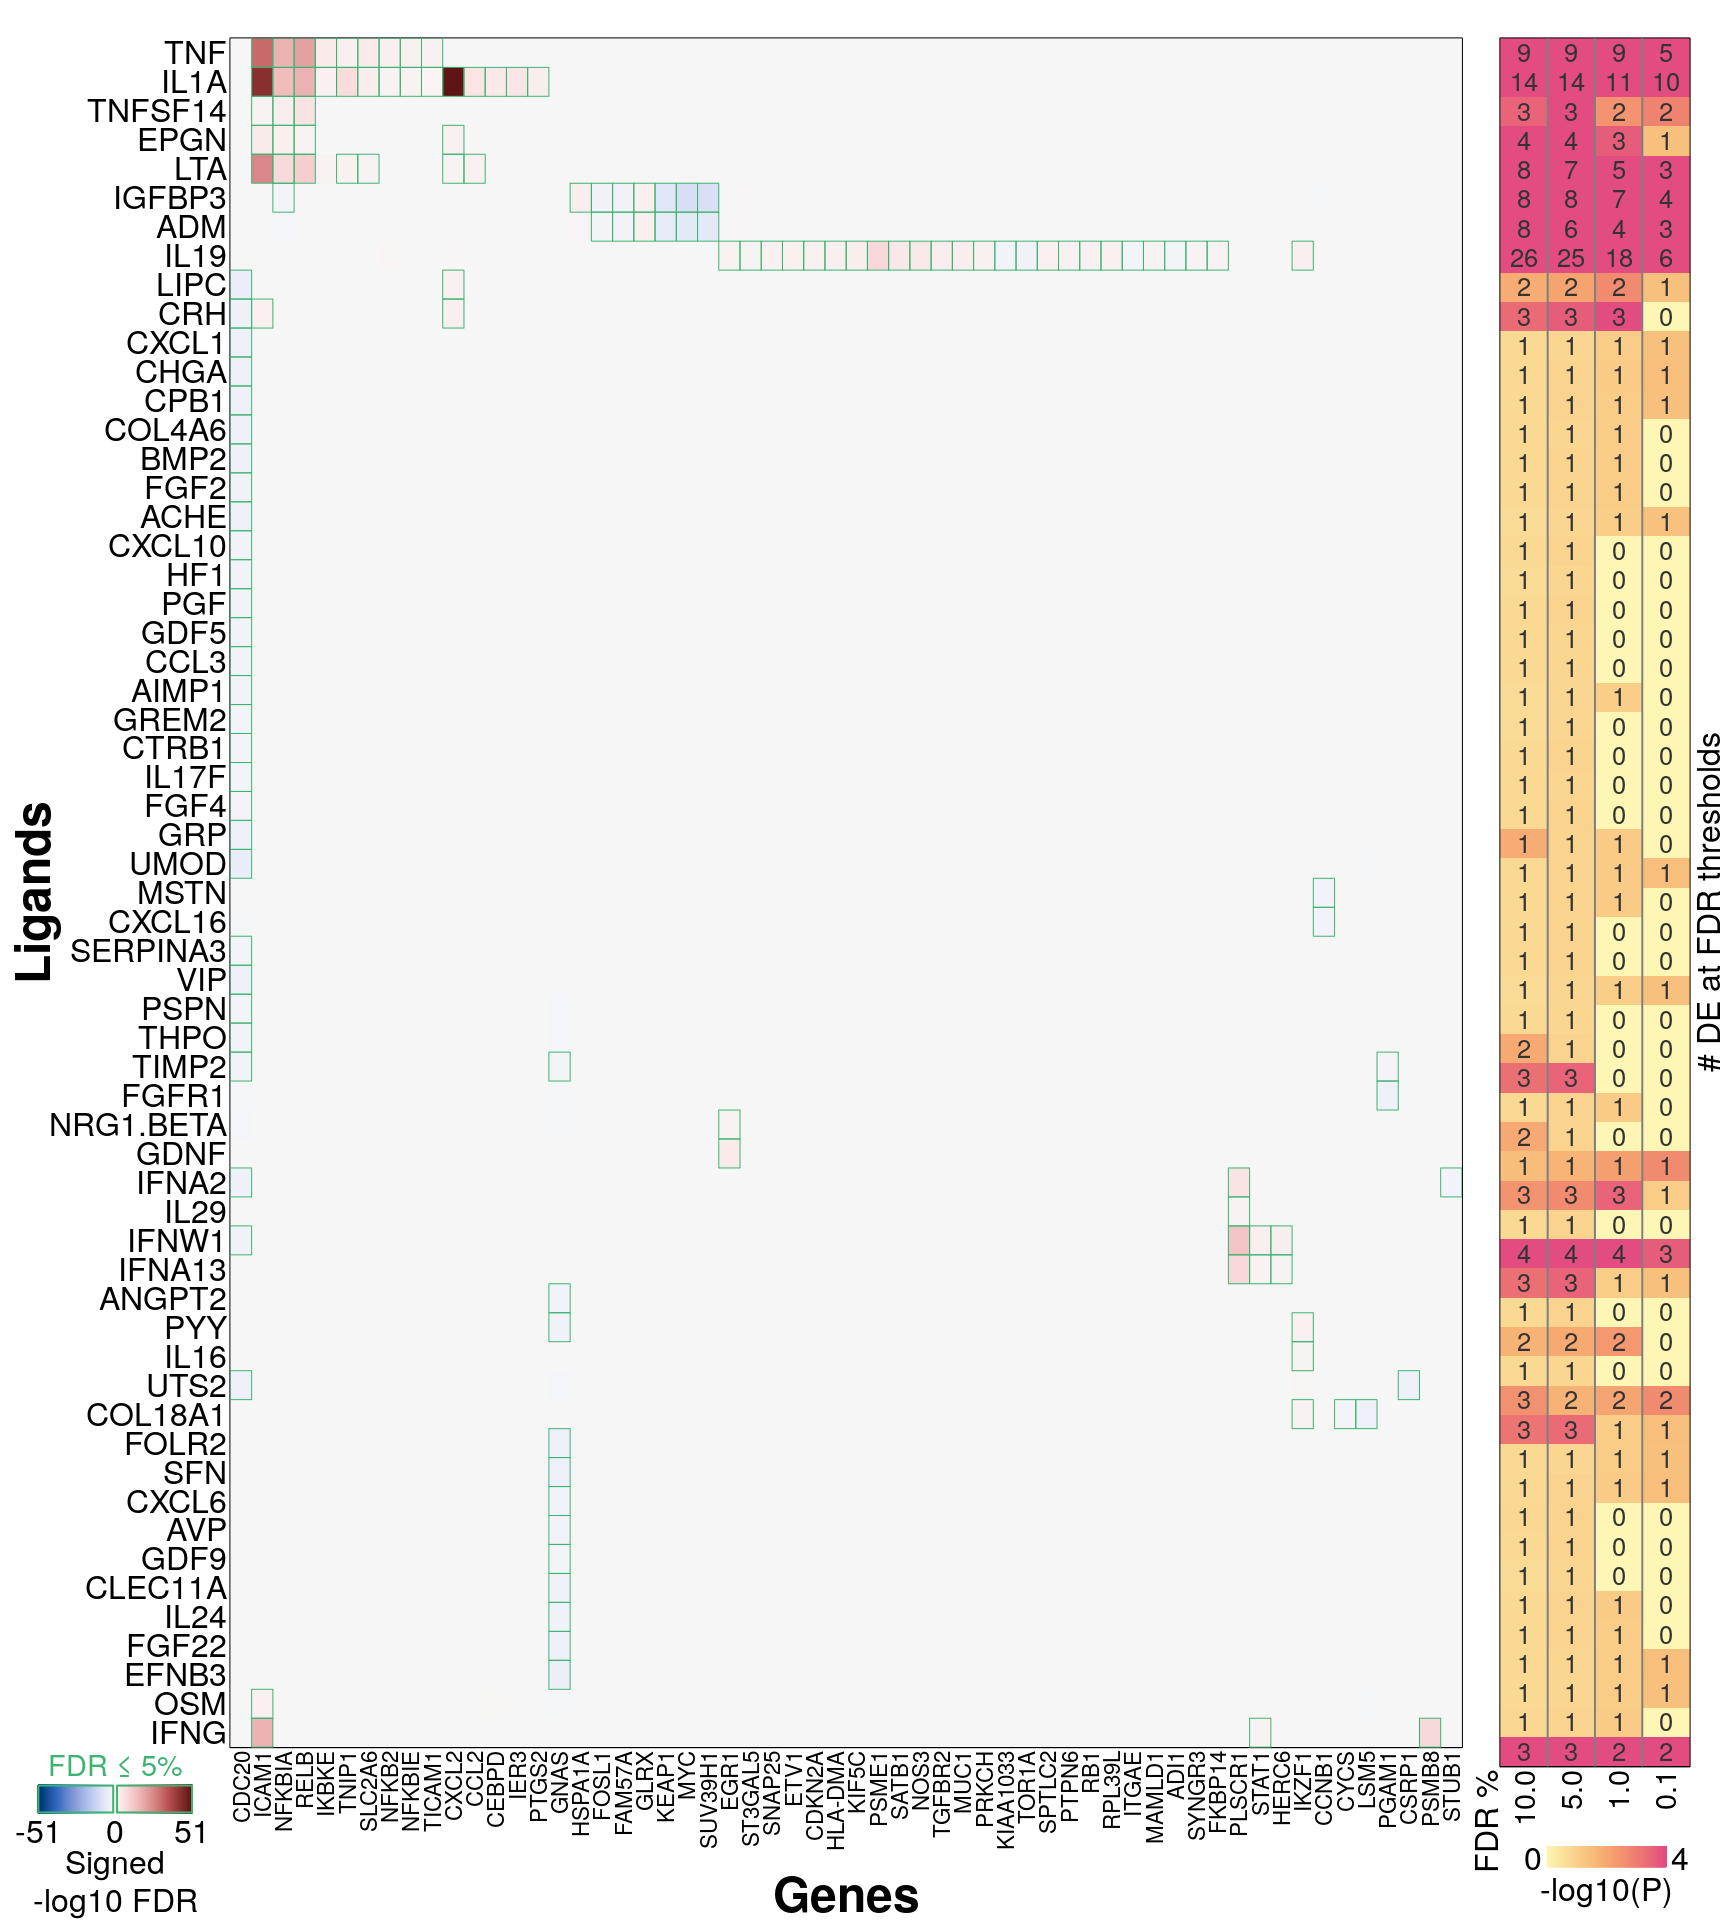 TNF 9 9 9 5
IL1A 14 14 11 10
TNFSF14 3 3 2 2
EPGN 4 4 3 1
LTA 8 7 5 3
IGFBP3 8 8 7 4
ADM 8 6 4 3
IL19 26 25 18 6
LIPC 2 2 2 1
CRH 3 3 3 0
CXCL1 1 1 1 1
CHGA 1 1 1 1
CPB1 1 1 1 1
COL4A6 1 1 1 0
BMP2 1 1 1 0
FGF2 1 1 1 0
ACHE 1 1 1 1
CXCL10 1 1 0 0
HF1 1 1 0 0
PGF 1 1 0 0
GDF5 1 1 0 0
CCL3 1 1 0 0
AIMP1 1 1 1 0
GREM2 1 1 0 0
CTRB1 1 1 0 0
IL17F 1 1 0 0
FGF4 1 1 0 0
GRP 1 1 1 0
UMOD 1 1 1 1
MSTN 1 1 1 0
CXCL16 1 1 0 0
SERPINA3 1 1 0 0
VIP 1 1 1 1
PSPN 1 1 0 0
THPO 2 1 0 0
TIMP2 3 3 0 0
FGFR1 1 1 1 0
NRG1.BETA 2 1 0 0
GDNF 1 1 1 1
IFNA2 3 3 3 1
IL29 1 1 0 0
IFNW1 4 4 4 3
IFNA13 3 3 1 1
ANGPT2 1 1 0 0
PYY 2 2 2 0
IL16 1 1 0 0
UTS2 3 2 2 2
COL18A1 3 3 1 1
FOLR2 1 1 1 1
SFN 1 1 1 1
CXCL6 1 1 0 0
AVP 1 1 0 0
GDF9 1 1 0 0
CLEC11A 1 1 1 0
IL24 1 1 1 0
FGF22 1 1 1 1
EFNB3 1 1 1 1
OSM 1 1 1 0
IFNG 3 3 2 2
Ligands
# DE at FDR thresholds
CDC20
ICAM1
NFKBIA
RELB
IKBKE
TNIP1
SLC2A6
NFKB2
NFKBIE
TICAM1
CXCL2
CCL2
CEBPD
IER3
PTGS2
GNAS
HSPA1A
FOSL1
FAM57A
GLRX
KEAP1
MYC
SUV39H1
EGR1
ST3GAL5
SNAP25
ETV1
CDKN2A
HLA-DMA
KIF5C
PSME1
SATB1
NOS3
TGFBR2
MUC1
PRKCH
KIAA1033
TOR1A
SPTLC2
PTPN6
RB1
RPL39L
ITGAE
MAMLD1
ADI1
SYNGR3
FKBP14
PLSCR1
STAT1
HERC6
IKZF1
CCNB1
CYCS
LSM5
PGAM1
CSRP1
PSMB8
STUB1
FDR %
10.0
5.0
1.0
0.1
FDR ≤ 5%
-51 0 51
Signed
-log10 FDR
Genes
0 4
-log10(P)